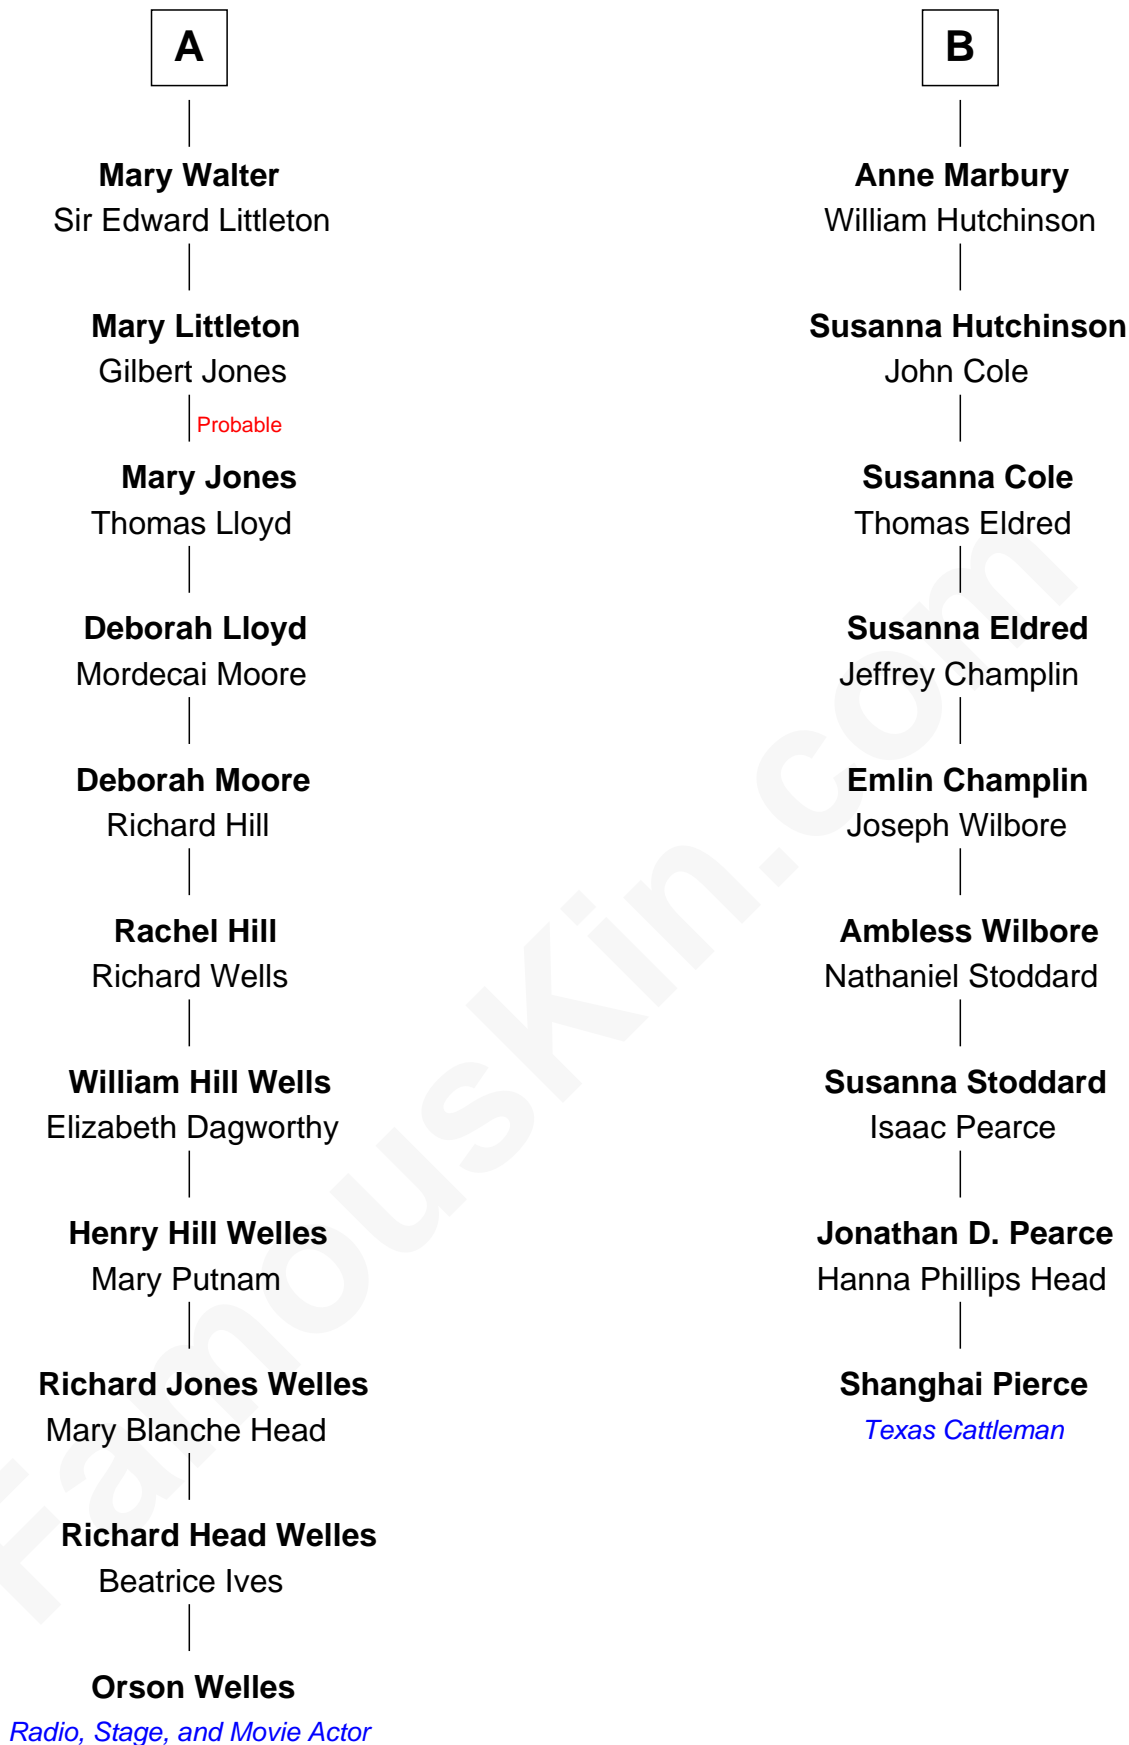 A
Mary Walter
Sir Edward Littleton
Mary Littleton
Gilbert Jones
Probable
Mary Jones
Thomas Lloyd
Deborah Lloyd
Mordecai Moore
Deborah Moore
Richard Hill
Rachel Hill
Richard Wells
William Hill Wells
Elizabeth Dagworthy
Henry Hill Welles
Mary Putnam
Richard Jones Welles
Mary Blanche Head
Richard Head Welles
Beatrice Ives
Orson Welles
Radio, Stage, and Movie Actor
B
Anne Marbury
William Hutchinson
Susanna Hutchinson
John Cole
Susanna Cole
Thomas Eldred
Susanna Eldred
Jeffrey Champlin
Emlin Champlin
Joseph Wilbore
Ambless Wilbore
Nathaniel Stoddard
Susanna Stoddard
Isaac Pearce
Jonathan D. Pearce
Hanna Phillips Head
Shanghai Pierce
Texas Cattleman
FamousKin.com